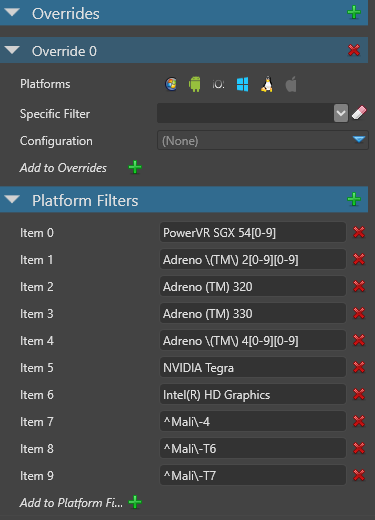 Overrides
Override 0
Platforms iOS
Specific Filter
Configuration (None)
Add to Overrides
Platform Filters
Item 0 PowerVR SGX 54[0-9]
Item 1 Adreno \(TM\) 2[0-9][0-9]
Item 2 Adreno (TM) 320
Item 3 Adreno (TM) 330
Item 4 Adreno \(TM\) 4[0-9][0-9]
Item 5 NVIDIA Tegra
Item 6 Intel(R) HD Graphics
Item 7 ^Mali\-4
Item 8 ^Mali\-T6
Item 9 ^Mali\-T7
Add to Platform Fi...